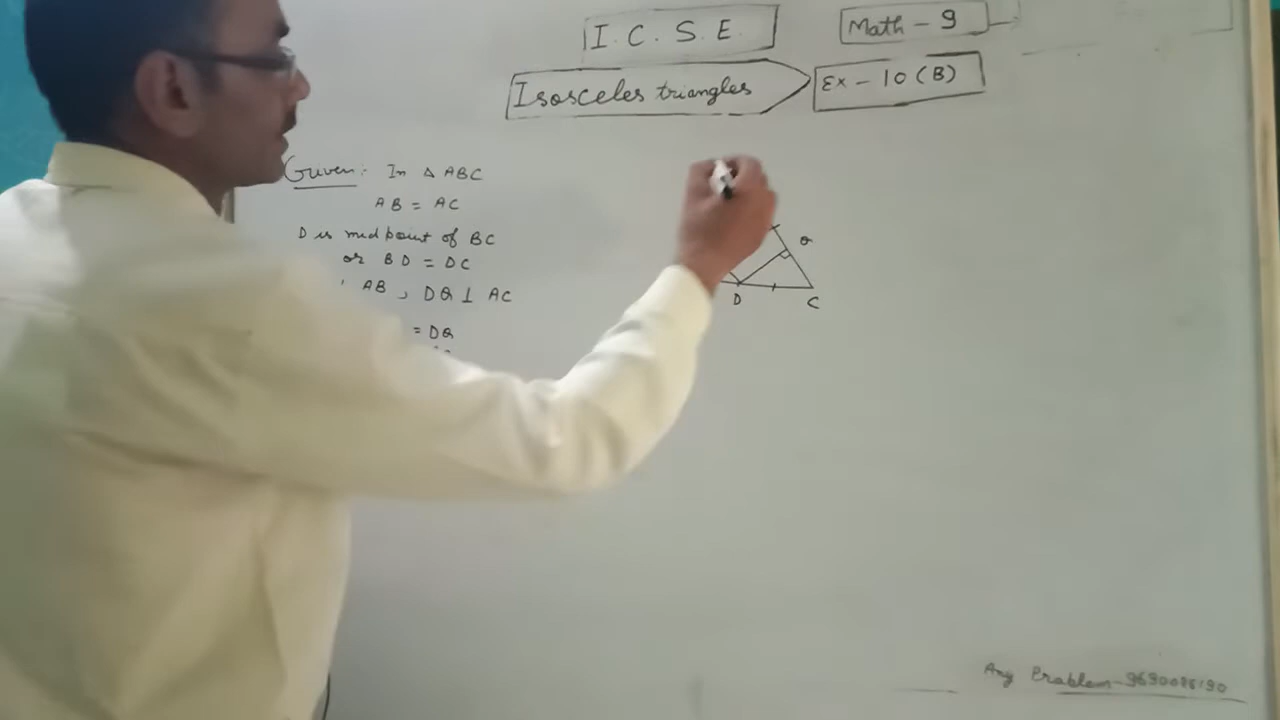 I. C. S. E.
Math - 9
Isosceles triangles
Ex - 10 (B)
Given: In Δ ABC
AB = AC
D is midpoint of BC
or BD = DC
AB , DQ ⊥ AC
= DQ
Q
D
C
Any Problem - 9690086190